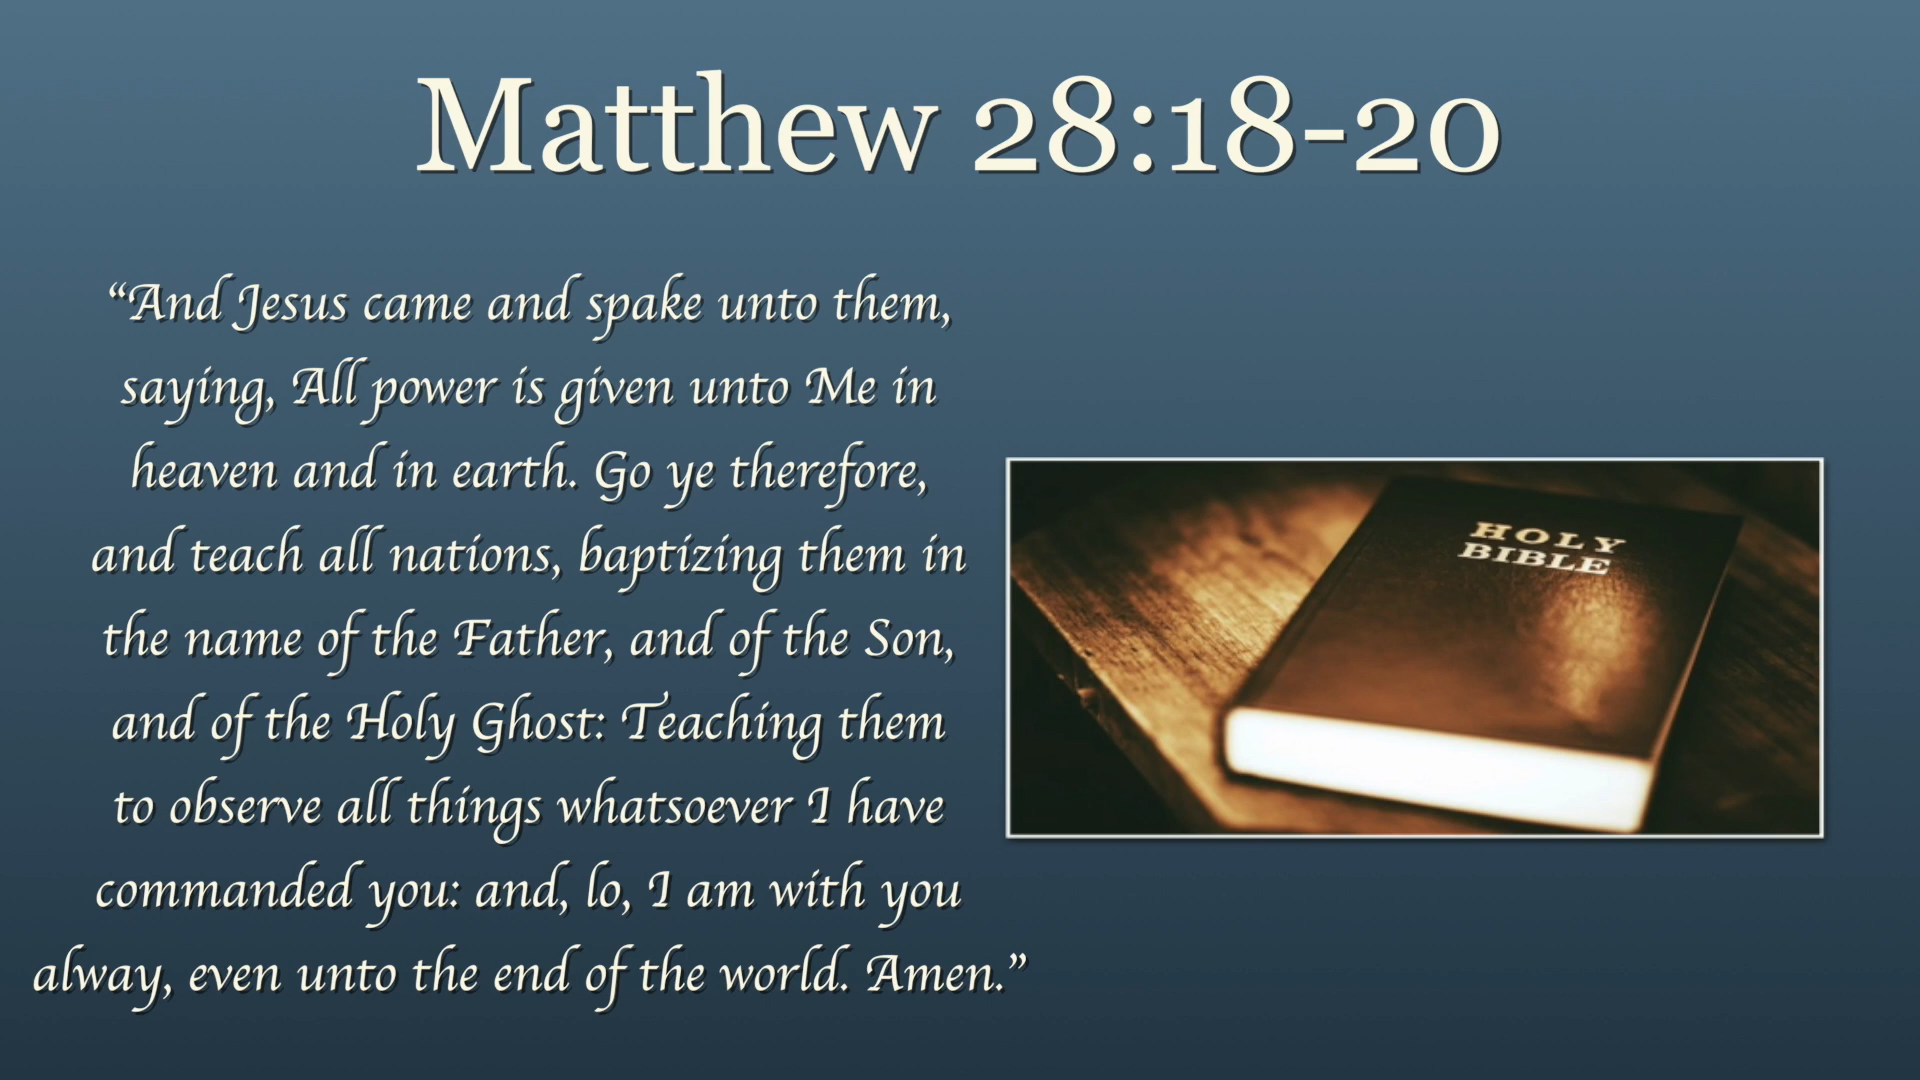 Matthew 28:18-20
“And Jesus came and spake unto them,
saying, All power is given unto Me in
heaven and in earth. Go ye therefore,
and teach all nations, baptizing them in
the name of the Father, and of the Son,
and of the Holy Ghost: Teaching them
to observe all things whatsoever I have
commanded you: and, lo, I am with you
alway, even unto the end of the world. Amen.”
HOLY
BIBLE